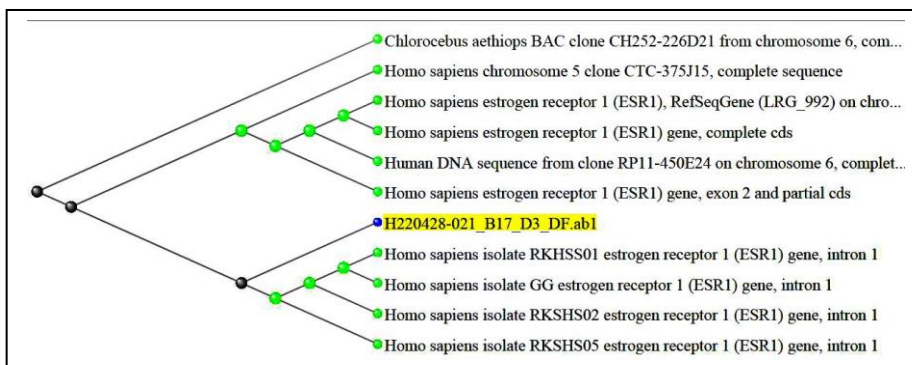 Chlorocebus aethiops BAC clone CH252-226D21 from chromosome 6, com...
Homo sapiens chromosome 5 clone CTC-375J15, complete sequence
Homo sapiens estrogen receptor 1 (ESR1), RefSeqGene (LRG_992) on chro...
Homo sapiens estrogen receptor 1 (ESR1) gene, complete cds
Human DNA sequence from clone RP11-450E24 on chromosome 6, complet...
Homo sapiens estrogen receptor 1 (ESR1) gene, exon 2 and partial cds
H220428-021_B17_D3_DF.ab1
Homo sapiens isolate RKHSS01 estrogen receptor 1 (ESR1) gene, intron 1
Homo sapiens isolate GG estrogen receptor 1 (ESR1) gene, intron 1
Homo sapiens isolate RKSHS02 estrogen receptor 1 (ESR1) gene, intron 1
Homo sapiens isolate RKSHS05 estrogen receptor 1 (ESR1) gene, intron 1